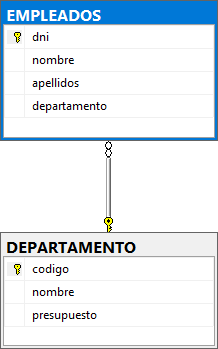 EMPLEADOS
dni
nombre
apellidos
departamento
DEPARTAMENTO
codigo
nombre
presupuesto